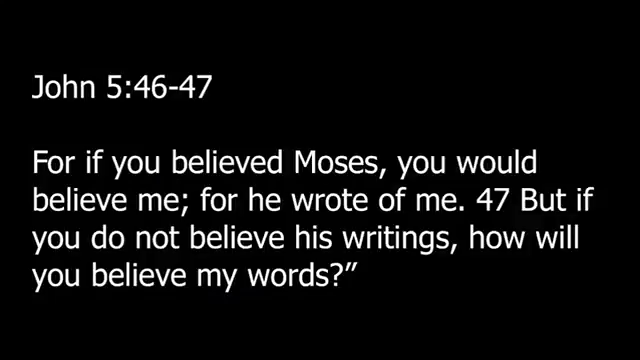 John 5:46-47
For if you believed Moses, you would
believe me; for he wrote of me. 47 But if
you do not believe his writings, how will
you believe my words?”